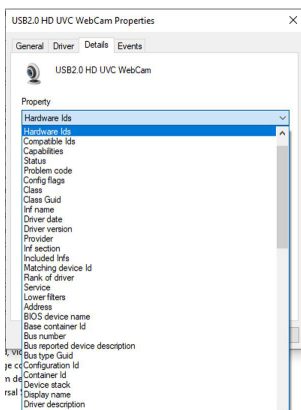 USB2.0 HD UVC WebCam Properties
General Driver Details Events
USB2.0 HD UVC WebCam
Property
Hardware Ids
Hardware Ids
Compatible Ids
Capabilities
Status
Problem code
Config flags
Class
Class Guid
Inf name
Driver date
Driver version
Provider
Inf section
Included Infs
Matching device Id
Rank of driver
Service
Lower filters
Address
BIOS device name
Base container Id
Bus number
Bus reported device description
Bus type Guid
Configuration Id
Container Id
Device stack
Display name
Driver description